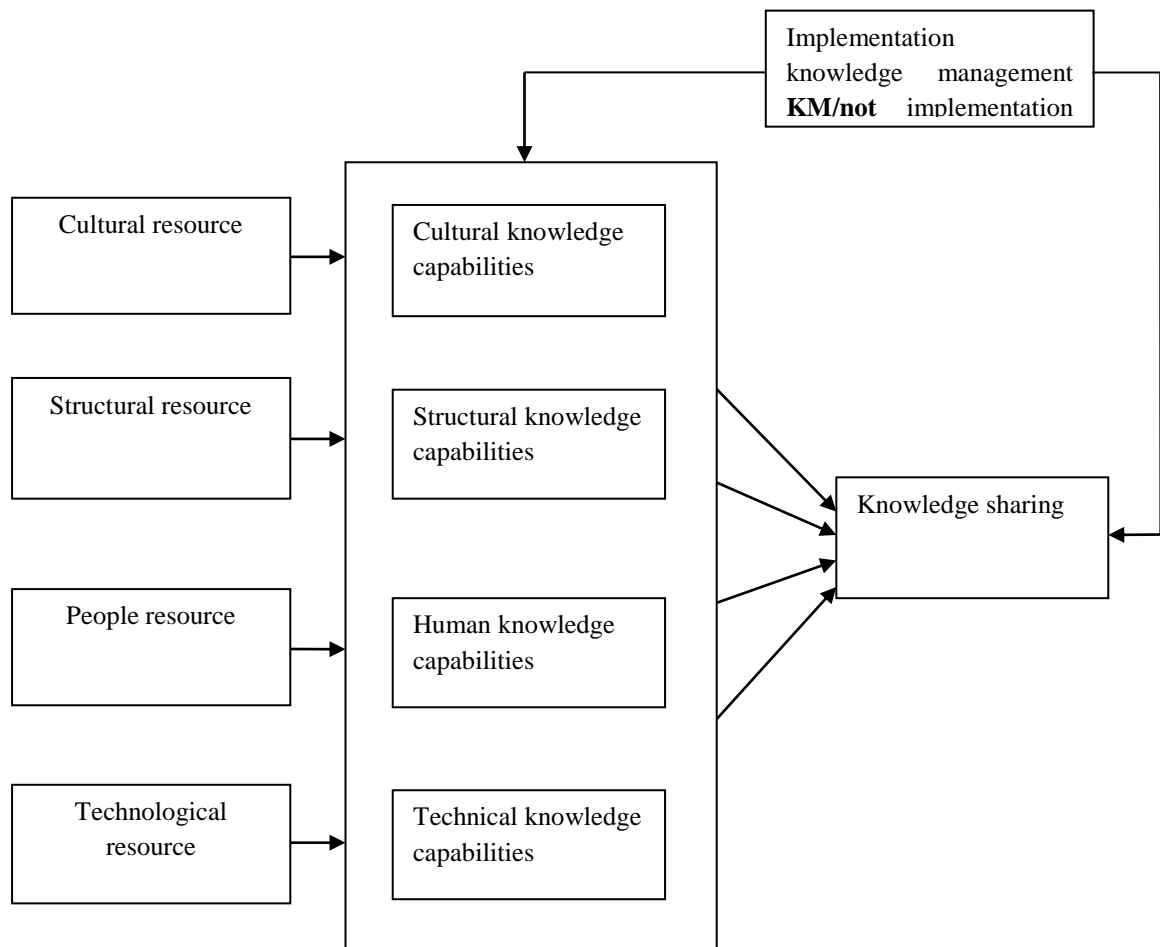 Implementation
knowledge management
KM/not implementation
Cultural resource
Cultural knowledge
capabilities
Structural resource
Structural knowledge
capabilities
Knowledge sharing
People resource
Human knowledge
capabilities
Technological
resource
Technical knowledge
capabilities